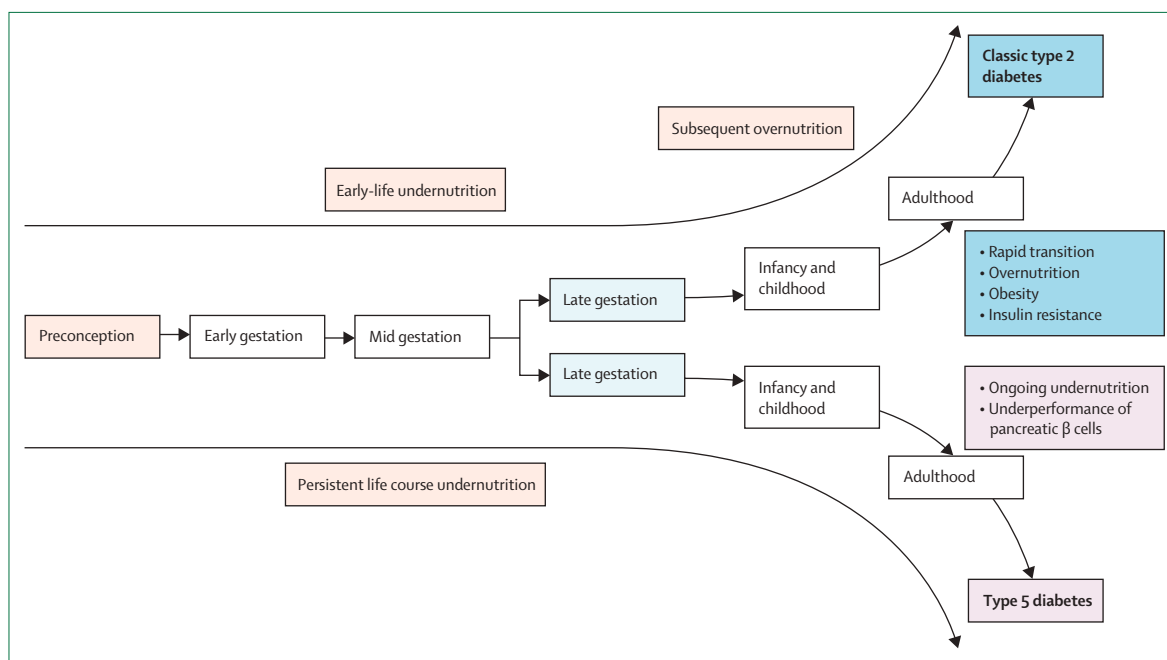 Classic type 2
diabetes
Subsequent overnutrition
Early-life undernutrition
Adulthood
• Rapid transition
• Overnutrition
• Obesity
• Insulin resistance
Infancy and
childhood
Late gestation
Preconception
Early gestation
Mid gestation
Late gestation
Infancy and
childhood
• Ongoing undernutrition
• Underperformance of
pancreatic β cells
Adulthood
Persistent life course undernutrition
Type 5 diabetes